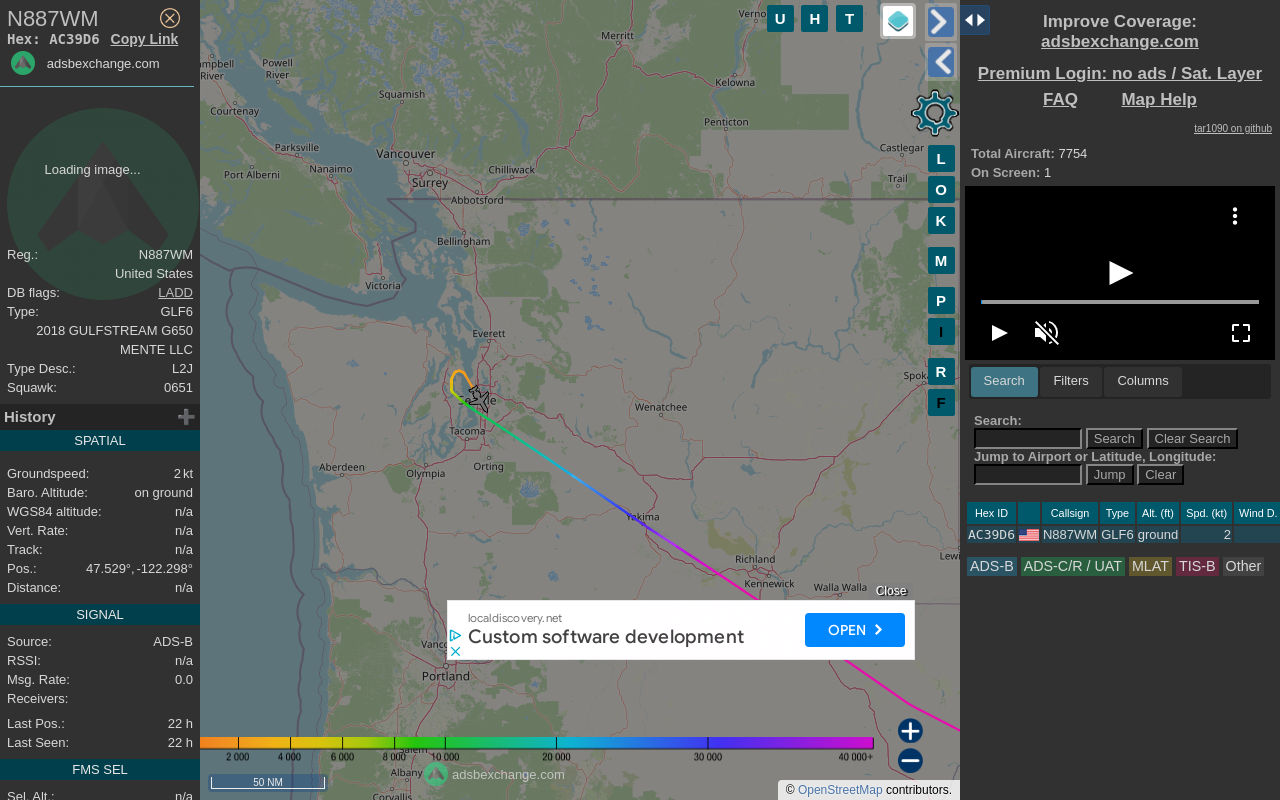 N887WM
Hex: AC39D6 Copy Link
adsbexchange.com
Loading image...
Reg.: N887WM
United States
DB flags: LADD
Type: GLF6
2018 GULFSTREAM G650
MENTE LLC
Type Desc.: L2J
Squawk: 0651
History
SPATIAL
Groundspeed: 2 kt
Baro. Altitude: on ground
WGS84 altitude: n/a
Vert. Rate: n/a
Track: n/a
Pos.: 47.529°, -122.298°
Distance: n/a
SIGNAL
Source: ADS-B
RSSI: n/a
Msg. Rate: 0.0
Receivers:
Last Pos.: 22 h
Last Seen: 22 h
FMS SEL
Sel. Alt.: n/a
Merritt
U H T
Powell
River
River
Squamish
Kelowna
Courtenay
Penticton
Parksville
Vancouver
Castlegar
Nanaimo
Chilliwack
Port Alberni
Surrey
Trail
Abbotsford
Bellingham
Victoria
Everett
Wenatchee
Tacoma
Aberdeen
Olympia
Orting
Yakima
Richland
Kennewick
Walla Walla
Portland
Albany
Corvallis
L
O
K
M
P
I
R
F
Close
localdiscovery.net
Custom software development
OPEN
2 000 4 000 6 000 8 000 10 000 20 000 30 000 40 000+
adsbexchange.com
50 NM
© OpenStreetMap contributors.
Improve Coverage:
adsbexchange.com
Premium Login: no ads / Sat. Layer
FAQ Map Help
tar1090 on github
Total Aircraft: 7754
On Screen: 1
Search Filters Columns
Search:
Search Clear Search
Jump to Airport or Latitude, Longitude:
Jump Clear
Hex ID Callsign Type Alt. (ft) Spd. (kt) Wind D.
AC39D6 N887WM GLF6 ground 2
ADS-B ADS-C/R / UAT MLAT TIS-B Other